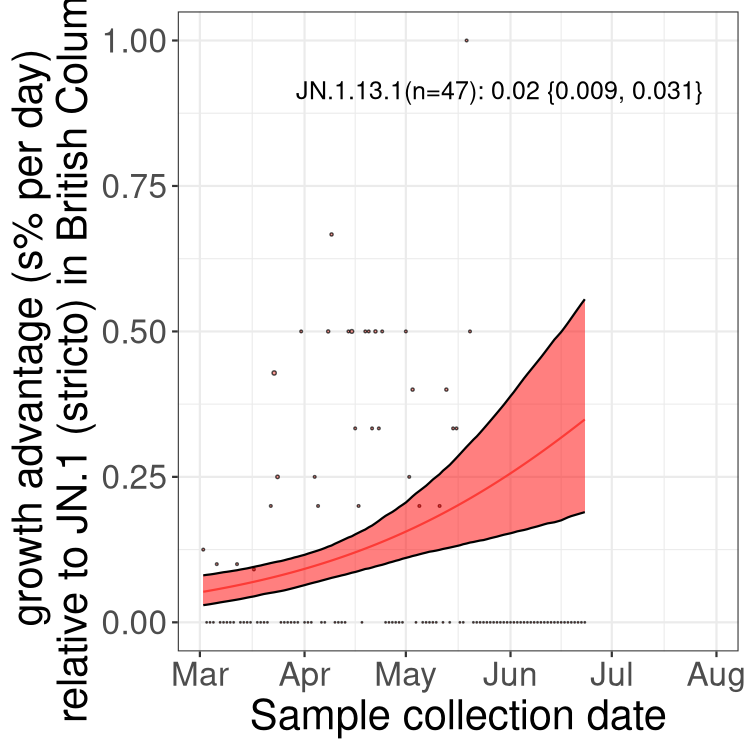 growth advantage (s% per day)
relative to JN.1 (stricto) in British Colum
1.00
0.75
0.50
0.25
0.00
JN.1.13.1(n=47): 0.02 {0.009, 0.031}
Mar Apr May Jun Jul Aug
Sample collection date